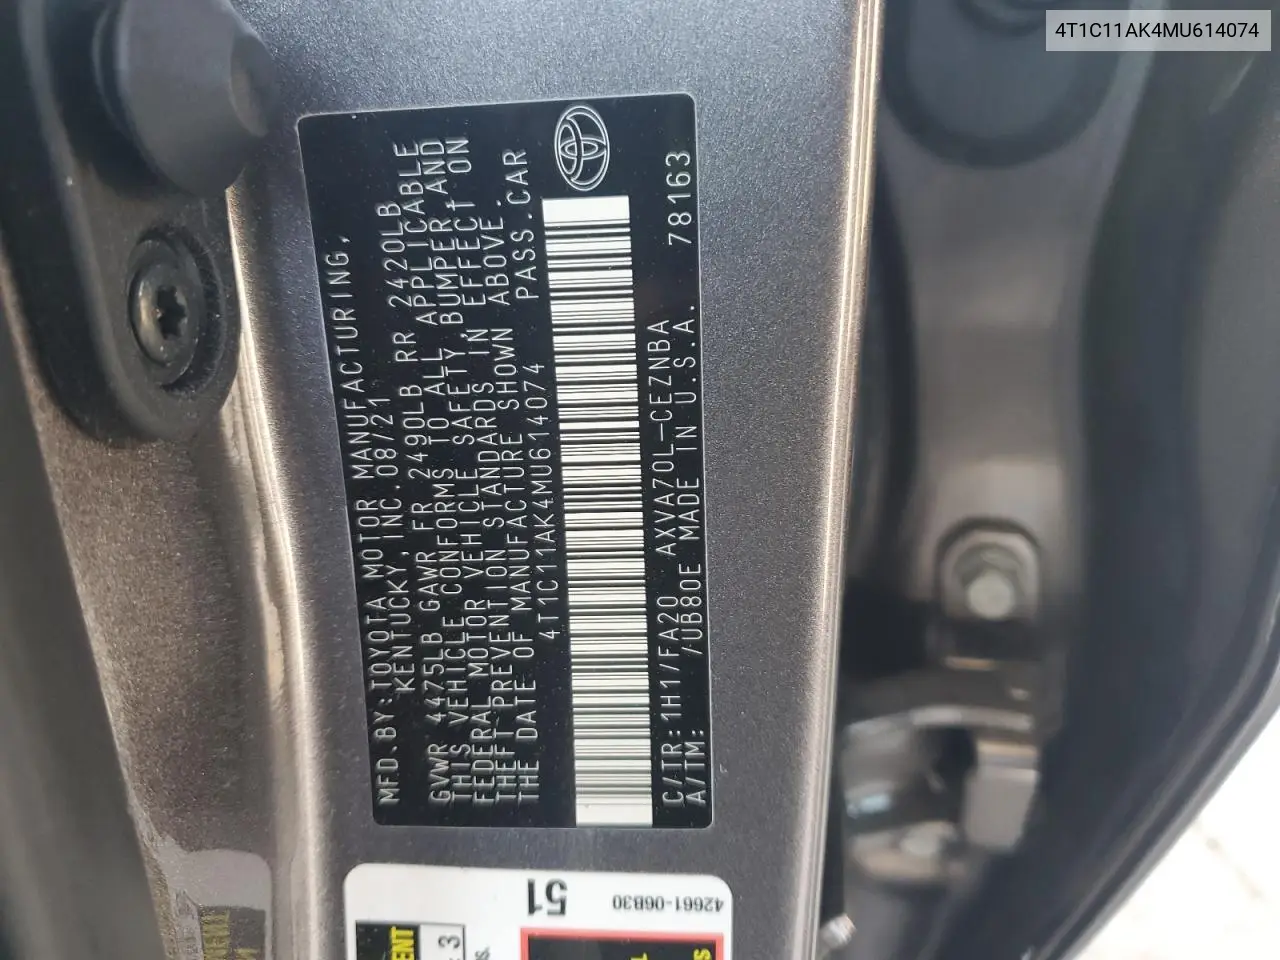 4T1C11AK4MU614074
MFD.BY:TOYOTA MOTOR MANUFACTURING,
KENTUCKY,INC.08/21
GVWR 4475LB GAWR FR 2490LB RR 2420LB
THIS VEHICLE CONFORMS TO ALL APPLICABLE
FEDERAL MOTOR VEHICLE SAFETY,BUMPER,AND
THEFT PREVENTION STANDARDS IN EFFECT ON
THE DATE OF MANUFACTURE SHOWN ABOVE.
4T1C11AK4MU614074 PASS.CAR
C/TR:1H1/FA20 AXVA70L-CEZNBA
A/TM: /UB80E MADE IN U.S.A. 78163
51
42661-06B30